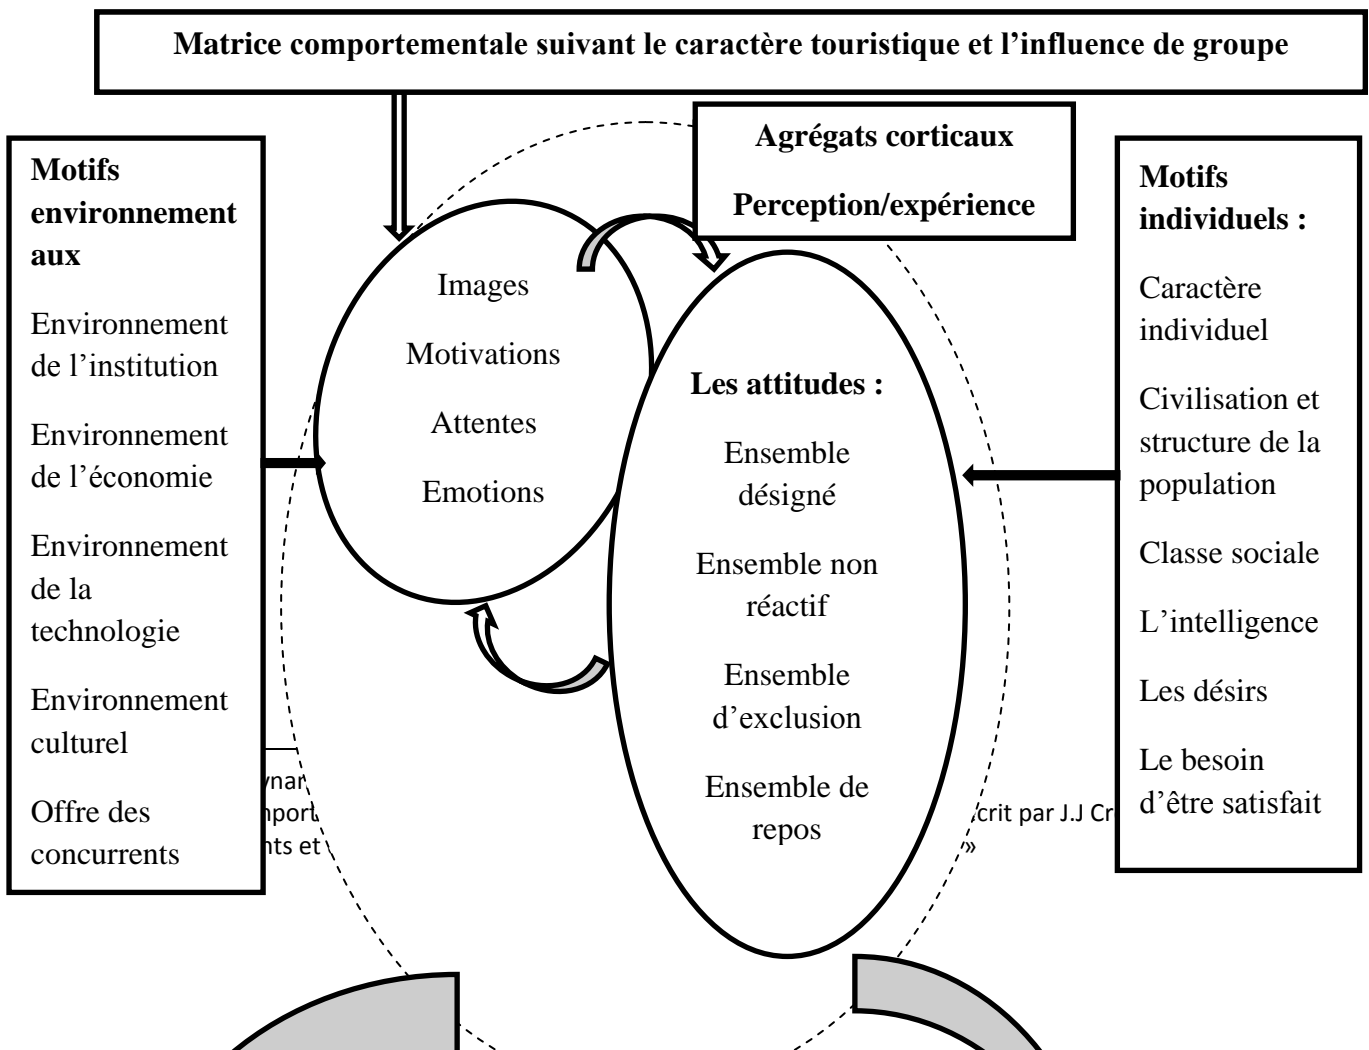 Matrice comportementale suivant le caractère touristique et l’influence de groupe
Agrégats corticaux
Perception/expérience
Motifs
environnement
aux
Environnement
de l’institution
Environnement
de l’économie
Environnement
de la
technologie
Environnement
culturel
Offre des
concurrents
Images
Motivations
Attentes
Emotions
Les attitudes :
Ensemble
désigné
Ensemble non
réactif
Ensemble
d’exclusion
Ensemble de
repos
Motifs
individuels :
Caractère
individuel
Civilisation et
structure de la
population
Classe sociale
L’intelligence
Les désirs
Le besoin
d’être satisfait
par J.J
et
»